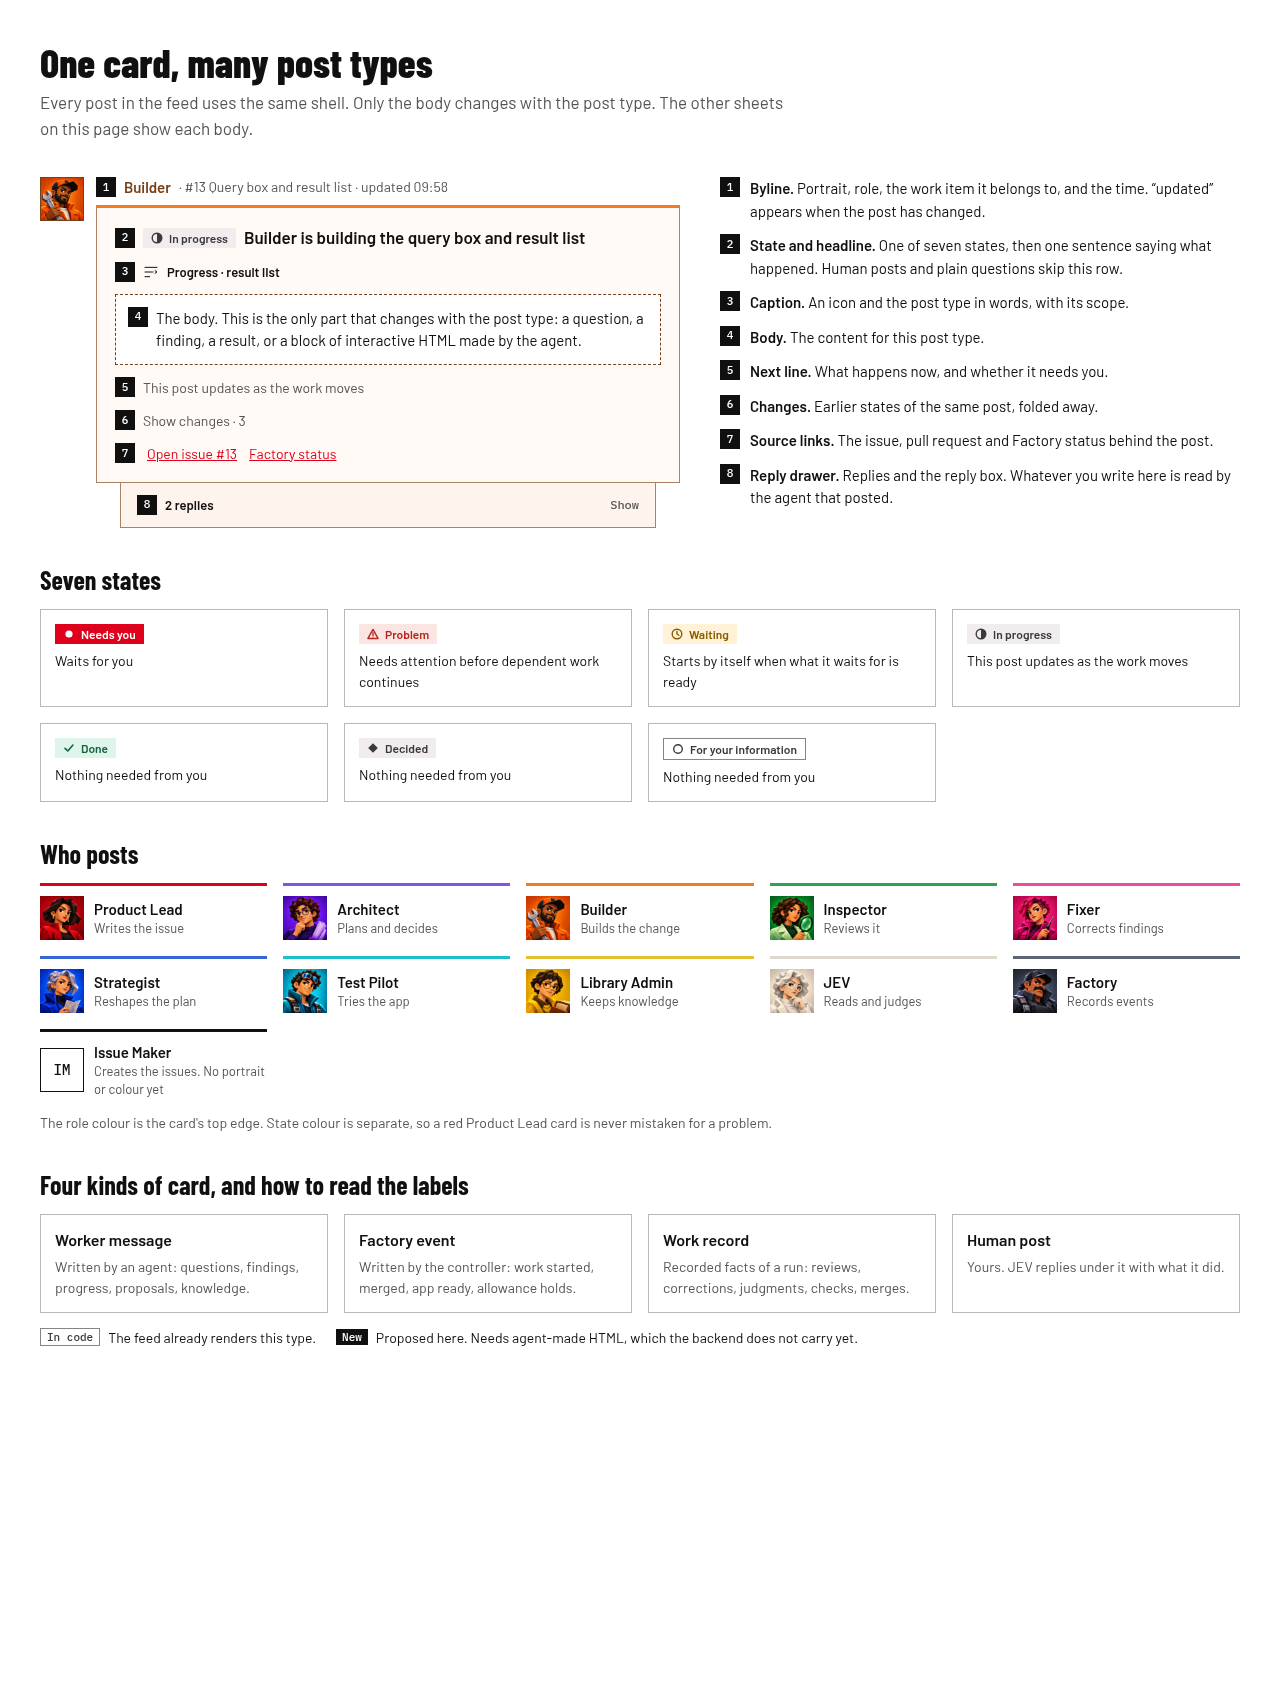 One card, many post types
Every post in the feed uses the same shell. Only the body changes with the post type. The other sheets
on this page show each body.
1 Builder · #13 Query box and result list · updated 09:58
2 In progress Builder is building the query box and result list
3 Progress · result list
4 The body. This is the only part that changes with the post type: a question, a
finding, a result, or a block of interactive HTML made by the agent.
5 This post updates as the work moves
6 Show changes · 3
7 Open issue #13 Factory status
8 2 replies Show
1 Byline. Portrait, role, the work item it belongs to, and the time. “updated”
appears when the post has changed.
2 State and headline. One of seven states, then one sentence saying what
happened. Human posts and plain questions skip this row.
3 Caption. An icon and the post type in words, with its scope.
4 Body. The content for this post type.
5 Next line. What happens now, and whether it needs you.
6 Changes. Earlier states of the same post, folded away.
7 Source links. The issue, pull request and Factory status behind the post.
8 Reply drawer. Replies and the reply box. Whatever you write here is read by
the agent that posted.
Seven states
Needs you
Waits for you
Problem
Needs attention before dependent work
continues
Waiting
Starts by itself when what it waits for is
ready
In progress
This post updates as the work moves
Done
Nothing needed from you
Decided
Nothing needed from you
For your information
Nothing needed from you
Who posts
Product Lead
Writes the issue
Architect
Plans and decides
Builder
Builds the change
Inspector
Reviews it
Fixer
Corrects findings
Strategist
Reshapes the plan
Test Pilot
Tries the app
Library Admin
Keeps knowledge
JEV
Reads and judges
Factory
Records events
IM
Issue Maker
Creates the issues. No portrait
or colour yet
The role colour is the card's top edge. State colour is separate, so a red Product Lead card is never mistaken for a problem.
Four kinds of card, and how to read the labels
Worker message
Written by an agent: questions, findings,
progress, proposals, knowledge.
Factory event
Written by the controller: work started,
merged, app ready, allowance holds.
Work record
Recorded facts of a run: reviews,
corrections, judgments, checks, merges.
Human post
Yours. JEV replies under it with what it did.
In code The feed already renders this type. New Proposed here. Needs agent-made HTML, which the backend does not carry yet.